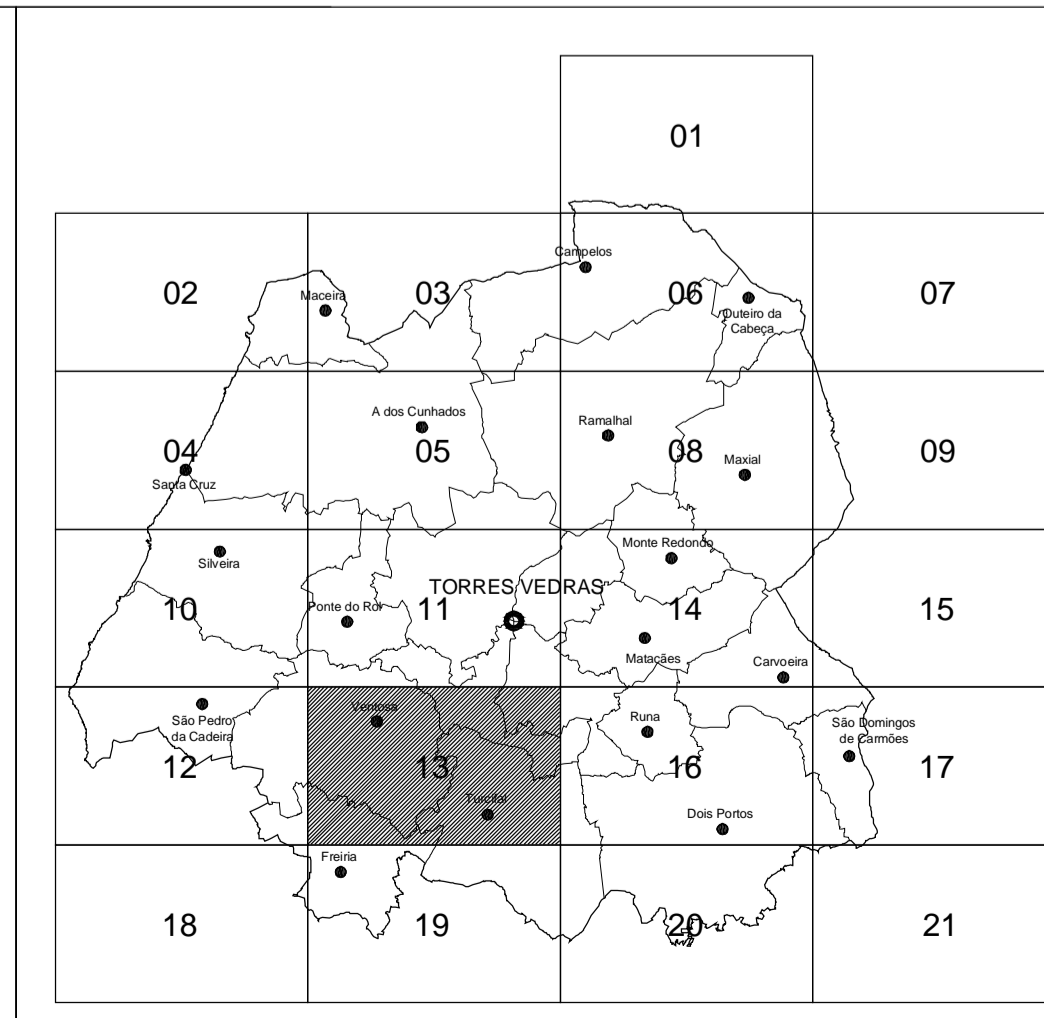 01
Campelos
02
Maceira
03
06
Outeiro da
Cabeça
07
A dos Cunhados
Ramalhal
04
Santa Cruz
05
08
Maxial
09
Silveira
Monte Redondo
TORRES VEDRAS
10
Ponte do Rol
11
14
15
Matacães
Carvoeira
São Pedro
da Cadeira
Ventosa
Runa
São Domingos
de Carmões
12
13
16
17
Turcifal
Dois Portos
Freiria
18
19
20
21